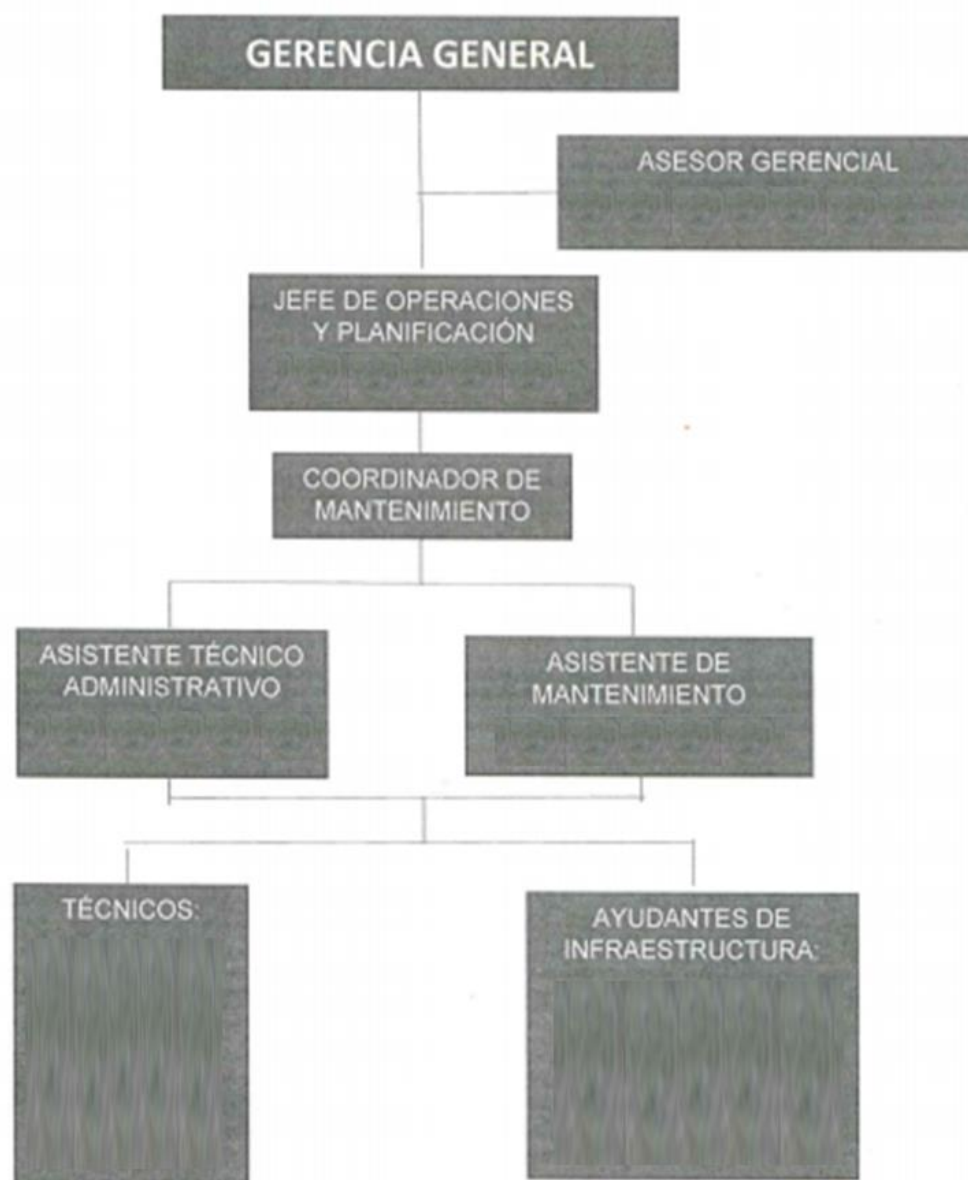 GERENCIA GENERAL
ASESOR GERENCIAL
JEFE DE OPERACIONES
Y PLANIFICACIÓN
COORDINADOR DE
MANTENIMIENTO
ASISTENTE TÉCNICO
ADMINISTRATIVO
ASISTENTE DE
MANTENIMIENTO
TÉCNICOS:
AYUDANTES DE
INFRAESTRUCTURA: